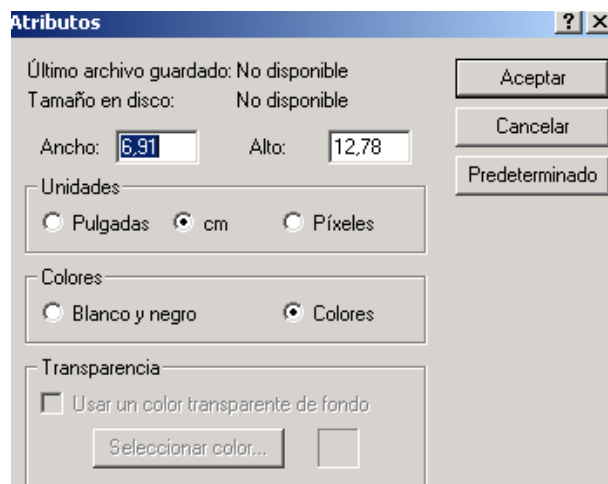 Atributos
Último archivo guardado: No disponible
Tamaño en disco: No disponible
Ancho: 6,91 Alto: 12,78
Unidades
Pulgadas cm Píxeles
Colores
Blanco y negro Colores
Transparencia
Usar un color transparente de fondo
Seleccionar color...
Aceptar
Cancelar
Predeterminado